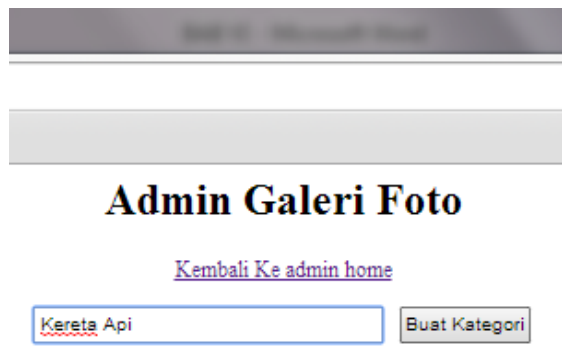 Admin Galeri Foto
Kembali Ke admin home
Kereta Api
Buat Kategori